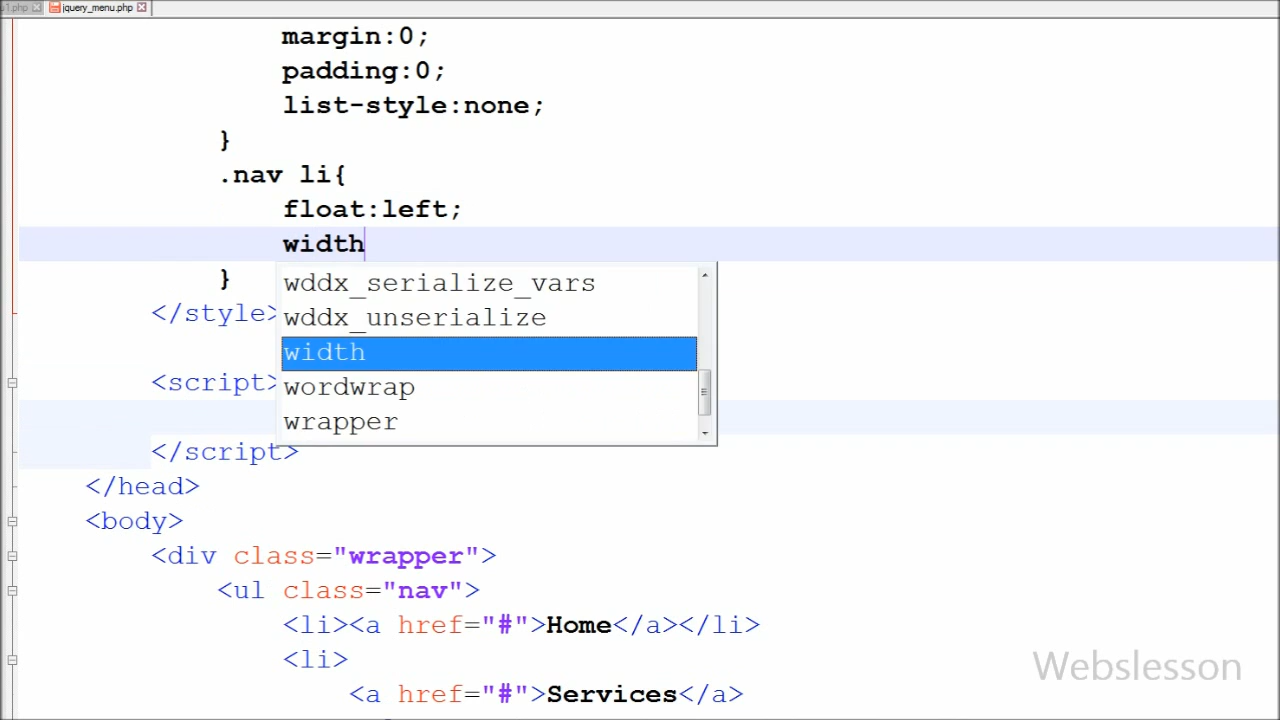 u1.php jquery_menu.php
margin:0;
padding:0;
list-style:none;
}
.nav li{
float:left;
width
}
wddx_serialize_vars
</style>
wddx_unserialize
width
<script>
wordwrap
wrapper
</script>
</head>
<body>
<div class="wrapper">
<ul class="nav">
<li><a href="#">Home</a></li>
<li>
<a href="#">Services</a>
Webslesson